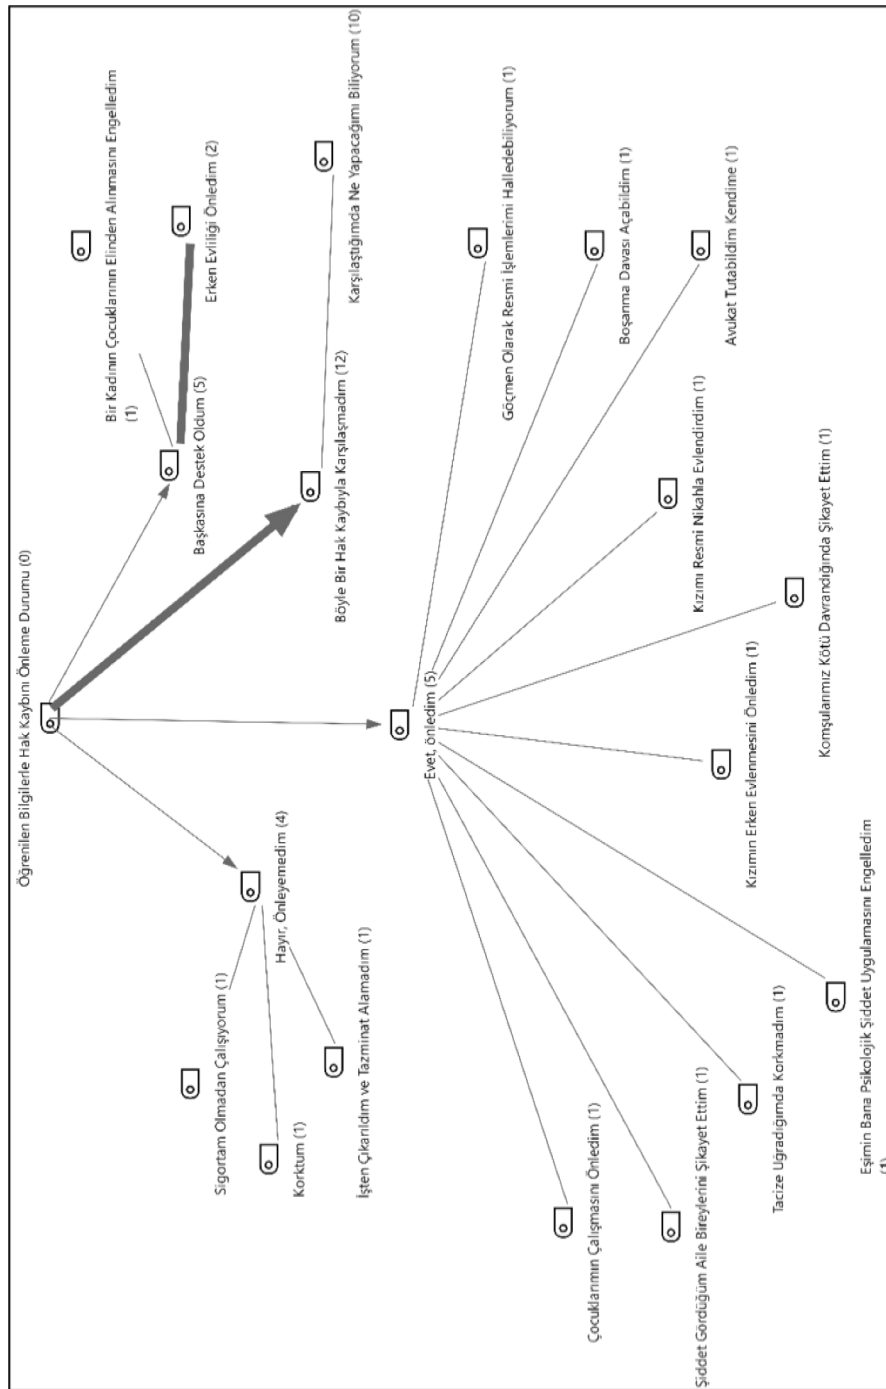 Öğrenilen Bilgilerle Hak Kaybını Önleme Durumu (0)
Bir Kadının Çocuklarının Elinden Alınmasını Engelledim
(1)
Başkasına Destek Oldum (5)
Erken Evliliği Önledim (2)
Böyle Bir Hak Kaybıyla Karşılaşmadım (12)
Karşılaştığımda Ne Yapacağımı Biliyorum (10)
Sigortam Olmadan Çalışıyorum (1)
Hayır, Önleyemedim (4)
Korktum (1)
İşten Çıkarıldım ve Tazminat Alamadım (1)
Evet, önledim (5)
Göçmen Olarak Resmi İşlemlerimi Halledebiliyorum (1)
Boşanma Davası Açabildim (1)
Avukat Tutabildim Kendime (1)
Kızımı Resmi Nikahla Evlendirdim (1)
Komşularımız Kötü Davrandığında Şikayet Ettim (1)
Kızımın Erken Evlenmesini Önledim (1)
Çocuklarımın Çalışmasını Önledim (1)
Şiddet Gördüğüm Aile Bireylerini Şikayet Ettim (1)
Tacize Uğradığımda Korkmadım (1)
Eşimin Bana Psikolojik Şiddet Uygulamasını Engelledim
(1)